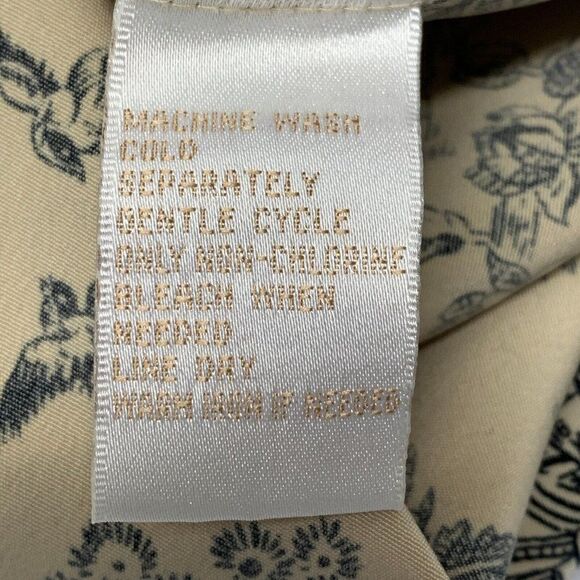 MACHINE WASH
COLD
SEPARATELY
GENTLE CYCLE
ONLY NON-CHLORINE
BLEACH WHEN
NEEDED
LINE DRY
WARM IRON IF NEEDED